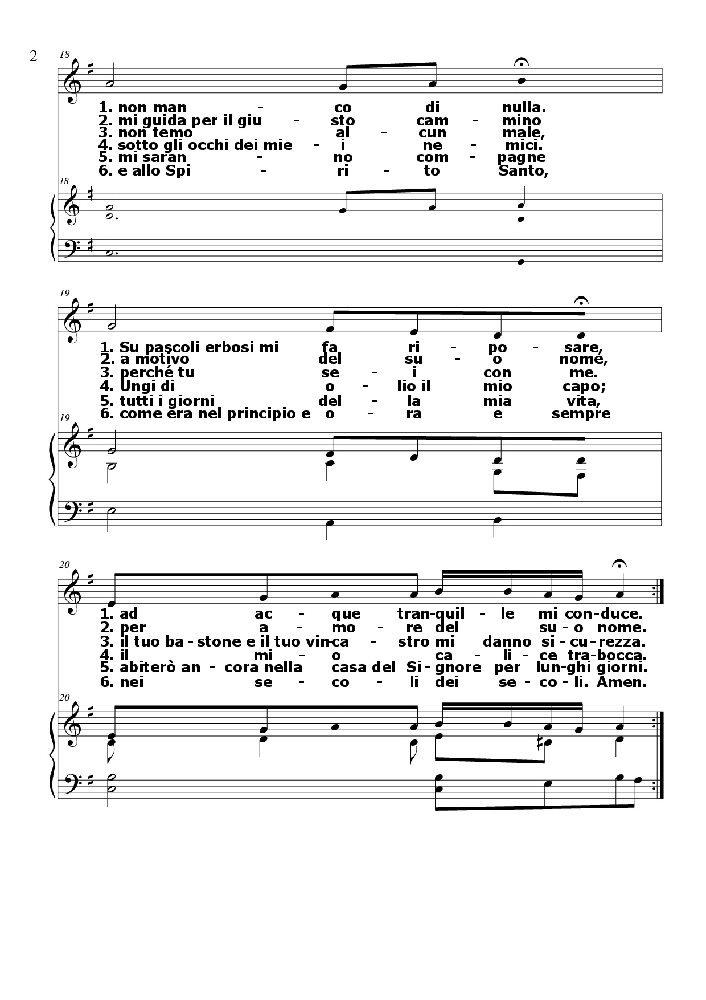 2
18
1. non man - co di nulla.
2. mi guida per il giu - sto cam - mino
3. non temo al - cun male,
4. sotto gli occhi dei mie - i ne - mici.
5. mi saran - no com - pagne
6. e allo Spi - ri - to Santo,
18
19
1. Su pascoli erbosi mi fa ri - po - sare,
2. a motivo del su - o nome,
3. perché tu se - i con me.
4. Ungi di o - lio il mio capo;
5. tutti i giorni del - la mia vita,
6. come era nel principio e o - ra e sempre
19
20
1. ad ac - que tran-quil - le mi con-duce.
2. per a - mo - re del su - o nome.
3. il tuo ba - stone e il tuo vin-ca - stro mi danno si - cu-rezza.
4. il mi - o ca - li - ce tra-bocca.
5. abiterò an - cora nella casa del Si - gnore per lun-ghi giorni.
6. nei se - co - li dei se - co - li. Amen.
20